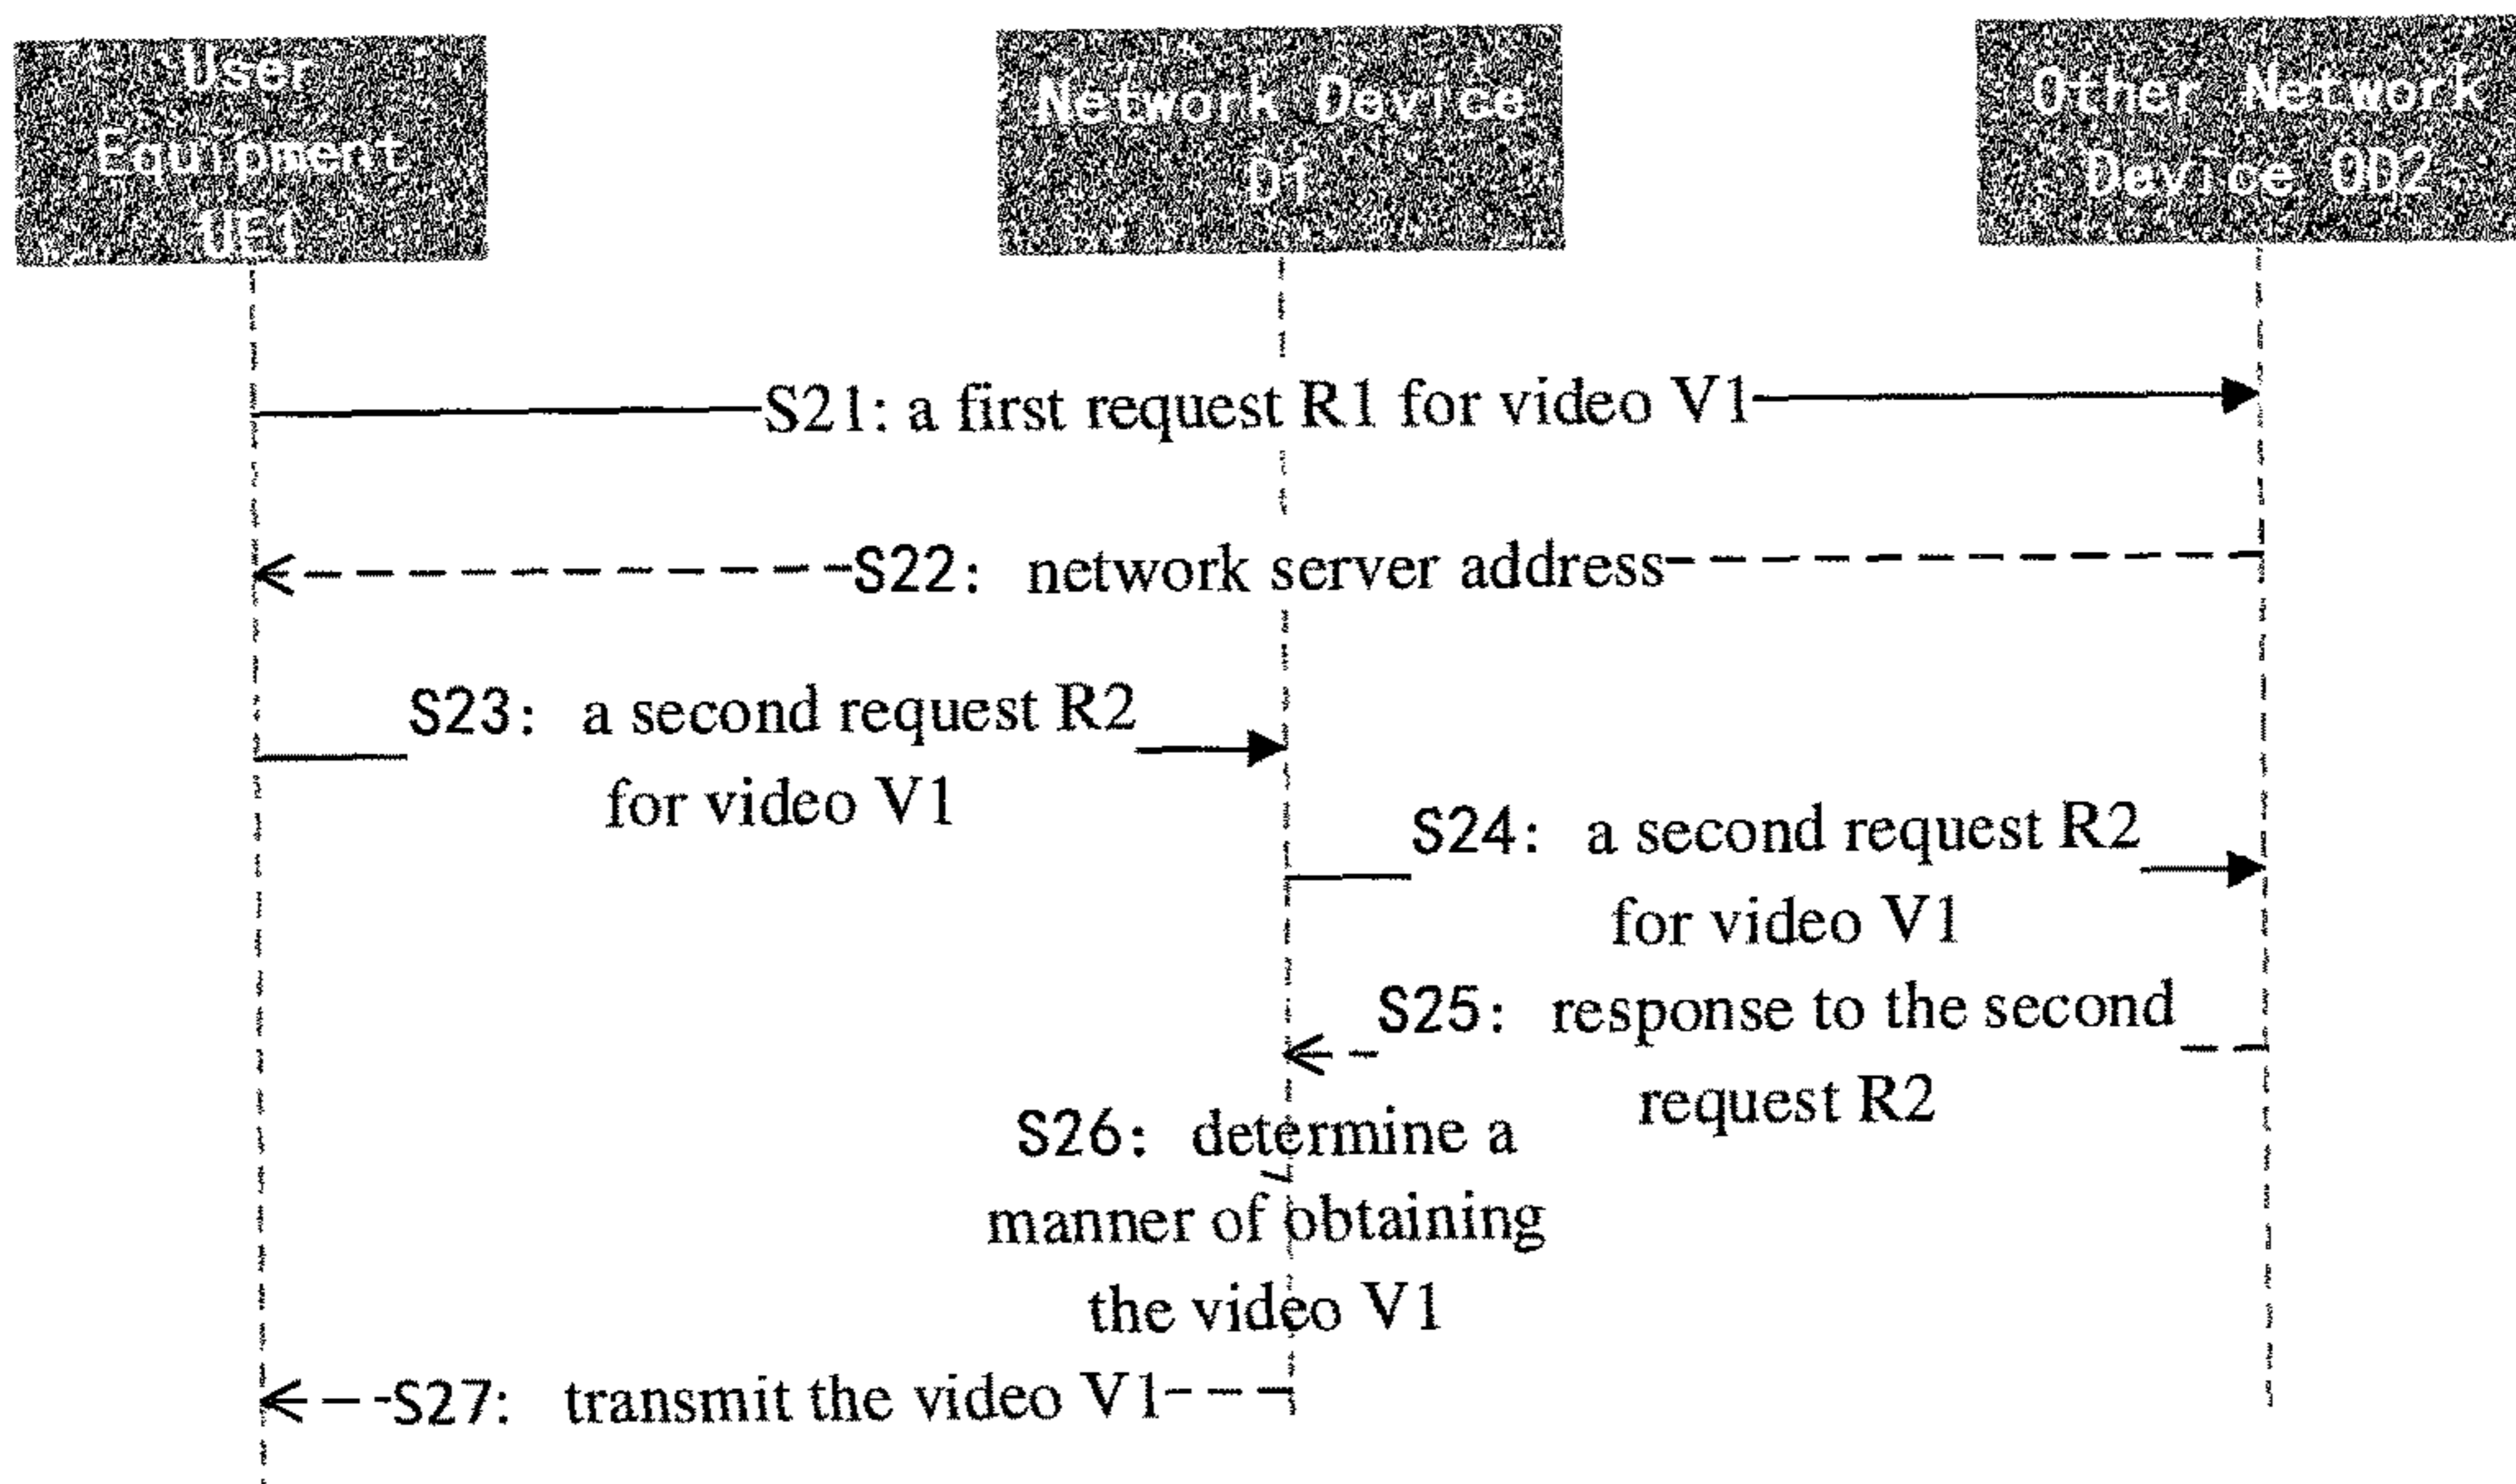 User
Equipment
UE1
Network Device
D1
Other Network
Device OD2
S21: a first request R1 for video V1
S22: network server address
S23: a second request R2
for video V1
S24: a second request R2
for video V1
S25: response to the second
request R2
S26: determine a
manner of obtaining
the video V1
S27: transmit the video V1